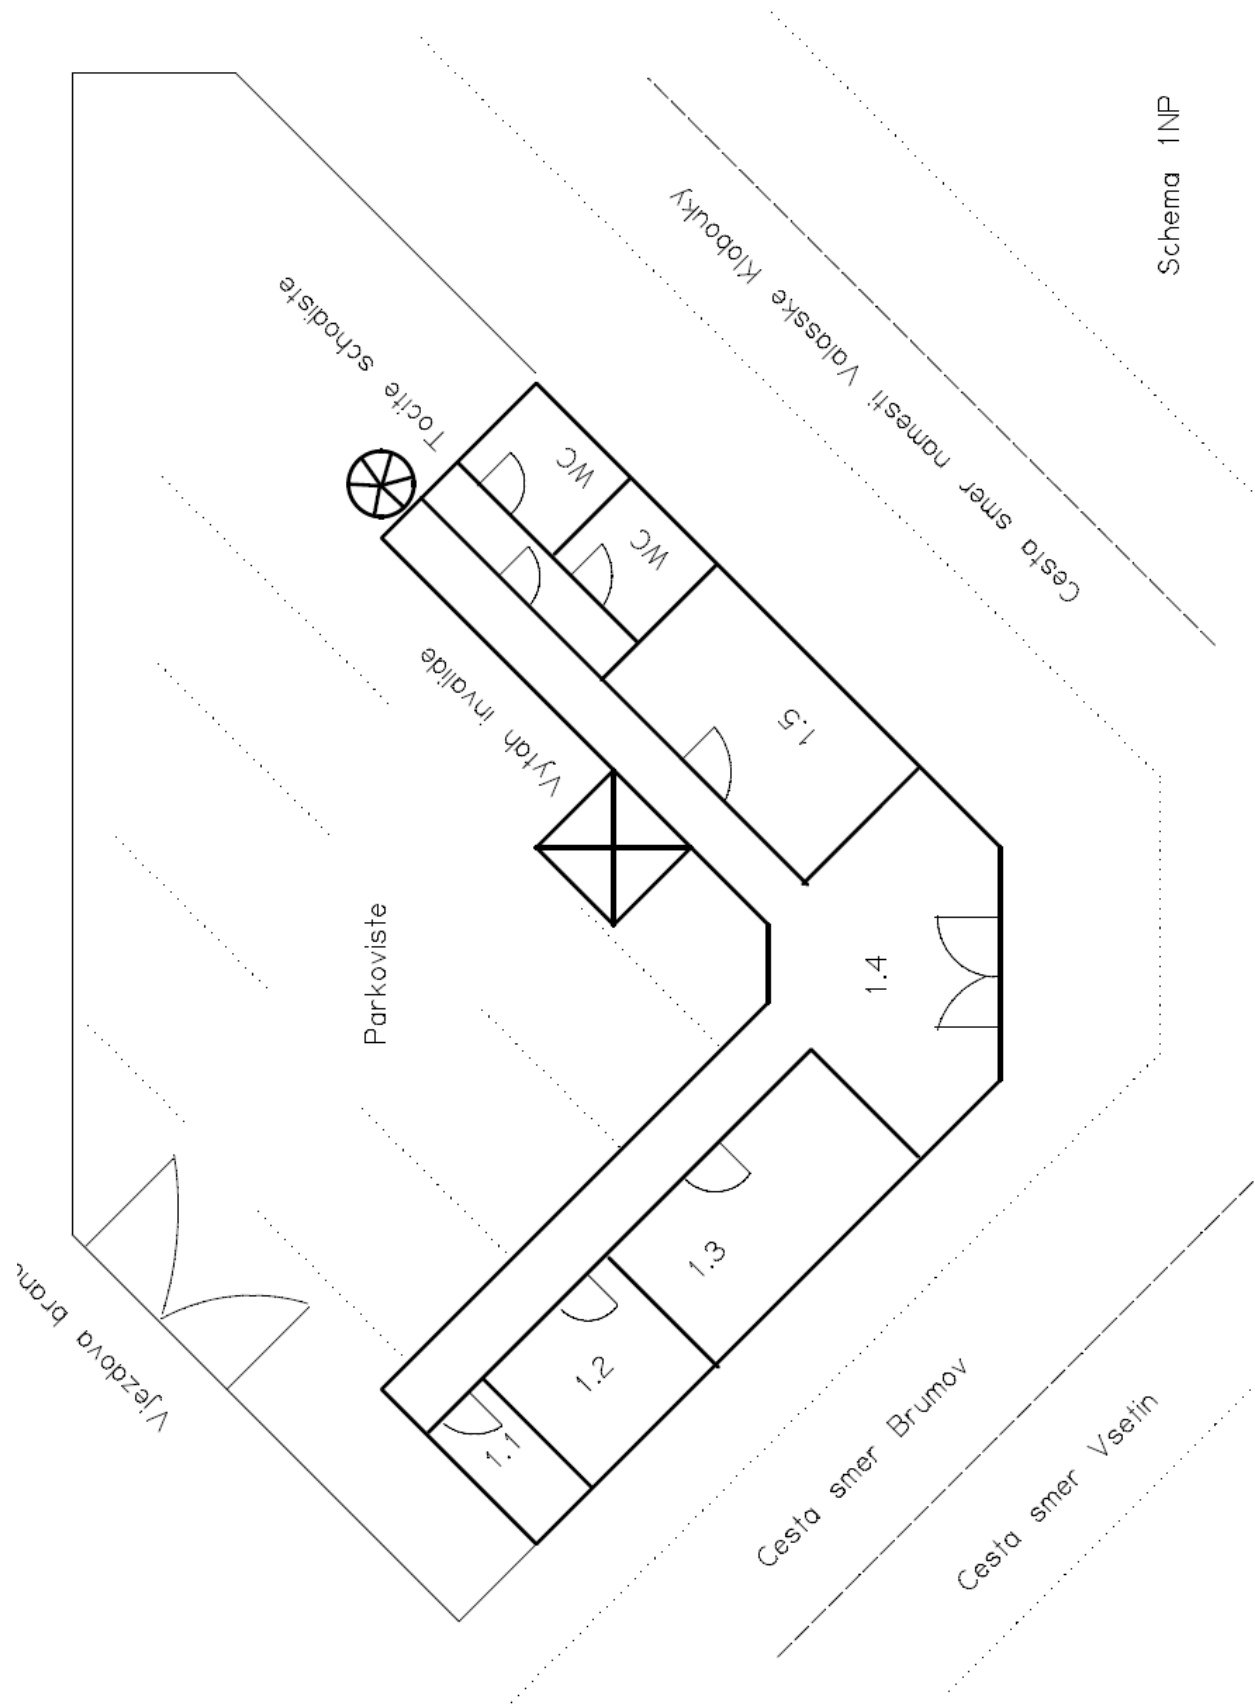 Schema 1NP
Cesta smer namesti Valasske Klobouky
Tocite schodiste
WC
WC
Vytah invalide
1.5
Parkoviste
1.4
1.3
1.2
1.1
Vjezdova
Cesta smer Brumov
Cesta smer Vsetin